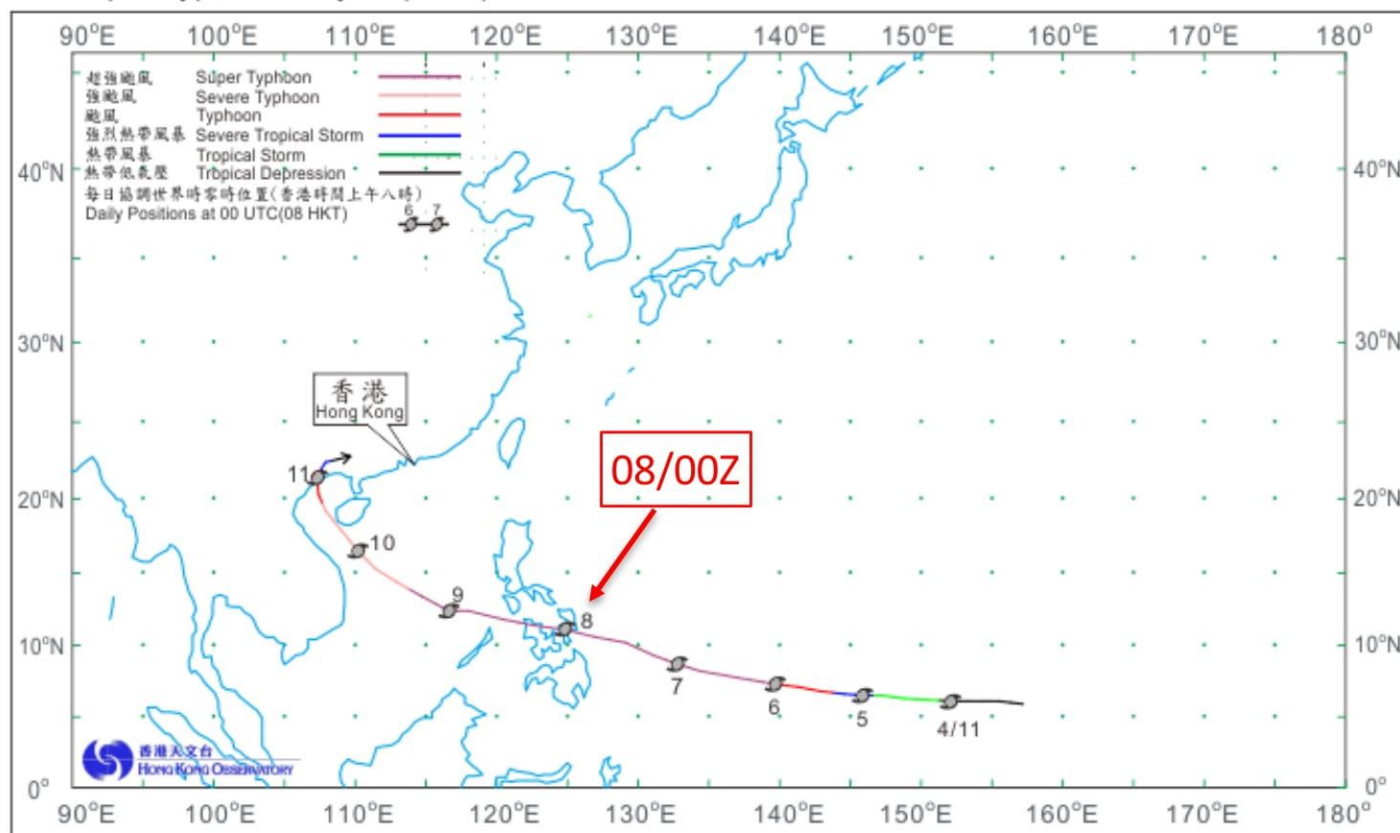 90°E 100°E 110°E 120°E 130°E 140°E 150°E 160°E 170°E 180°
超強颱風 Super Typhoon
強颱風 Severe Typhoon
颱風 Typhoon
強烈熱帶風暴 Severe Tropical Storm
熱帶風暴 Tropical Storm
熱帶低氣壓 Tropical Depression
每日協調世界時零時位置(香港時間上午八時)
Daily Positions at 00 UTC(08 HKT)
6 7
40°N 40°N
30°N 30°N
香港
Hong Kong
08/00Z
11
20°N 20°N
10
9
8
10°N 10°N
7
6
5
4/11
香港天文台
HONG KONG OBSERVATORY
0° 0°
90°E 100°E 110°E 120°E 130°E 140°E 150°E 160°E 170°E 180°